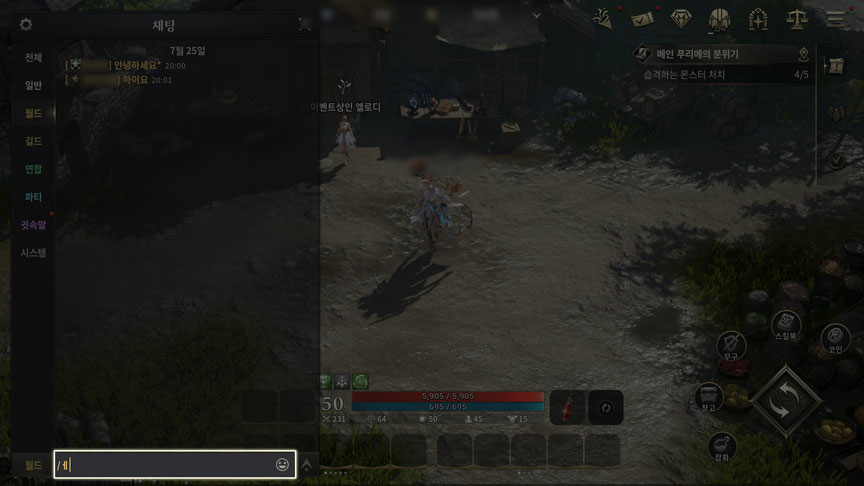 채팅
7월 25일
전체
[ ] 안녕하세요* 20:00
[ ] 하이요 20:01
일반
월드
길드
연합
파티
귓속말
시스템
월드
/ㅔ
이벤트상인 엘로디
메인 푸리에의 분위기
습격하는 몬스터 처치 4/5
50
5,905 / 5,905
695 / 695
231 64 50 45 15
스킬북
무구
코인
창고
잡화